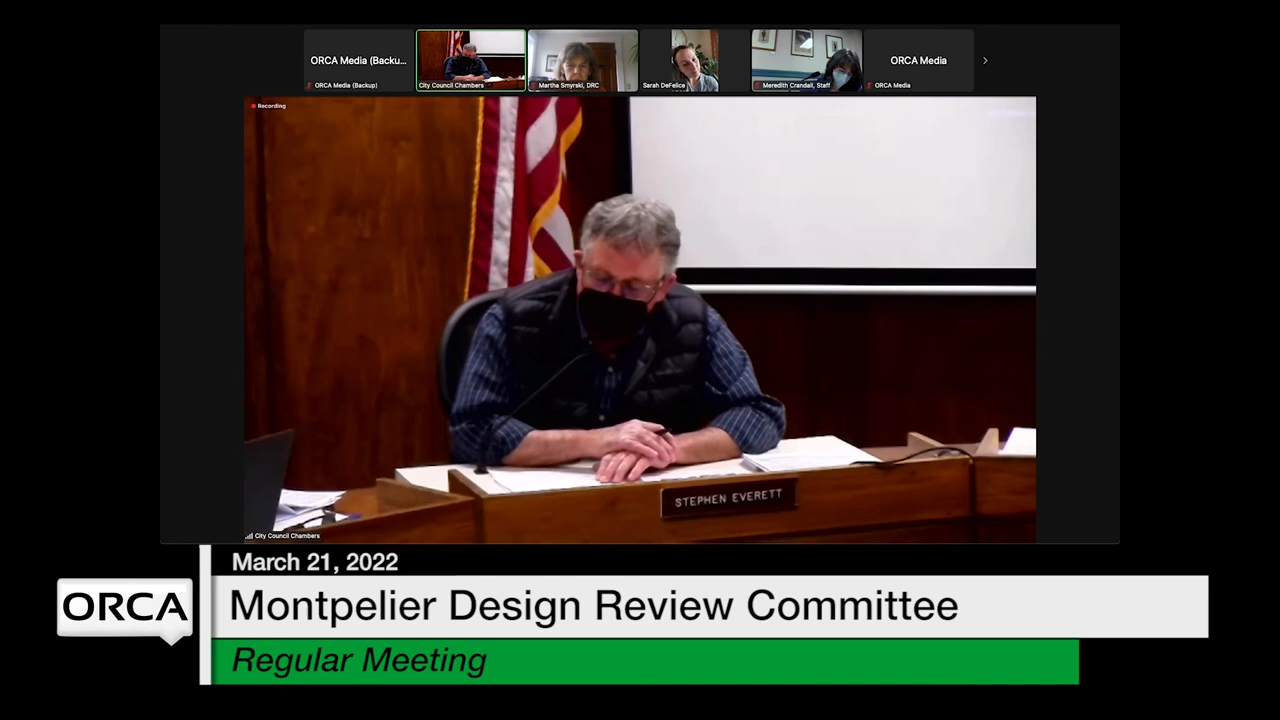 ORCA Media (Backu...
ORCA Media
ORCA Media (Backup)
City Council Chambers
Martha Smyrski, DRC
Sarah DeFelice
Meredith Crandall, Staff
ORCA Media
Recording
STEPHEN EVERETT
City Council Chambers
March 21, 2022
ORCA
Montpelier Design Review Committee
Regular Meeting